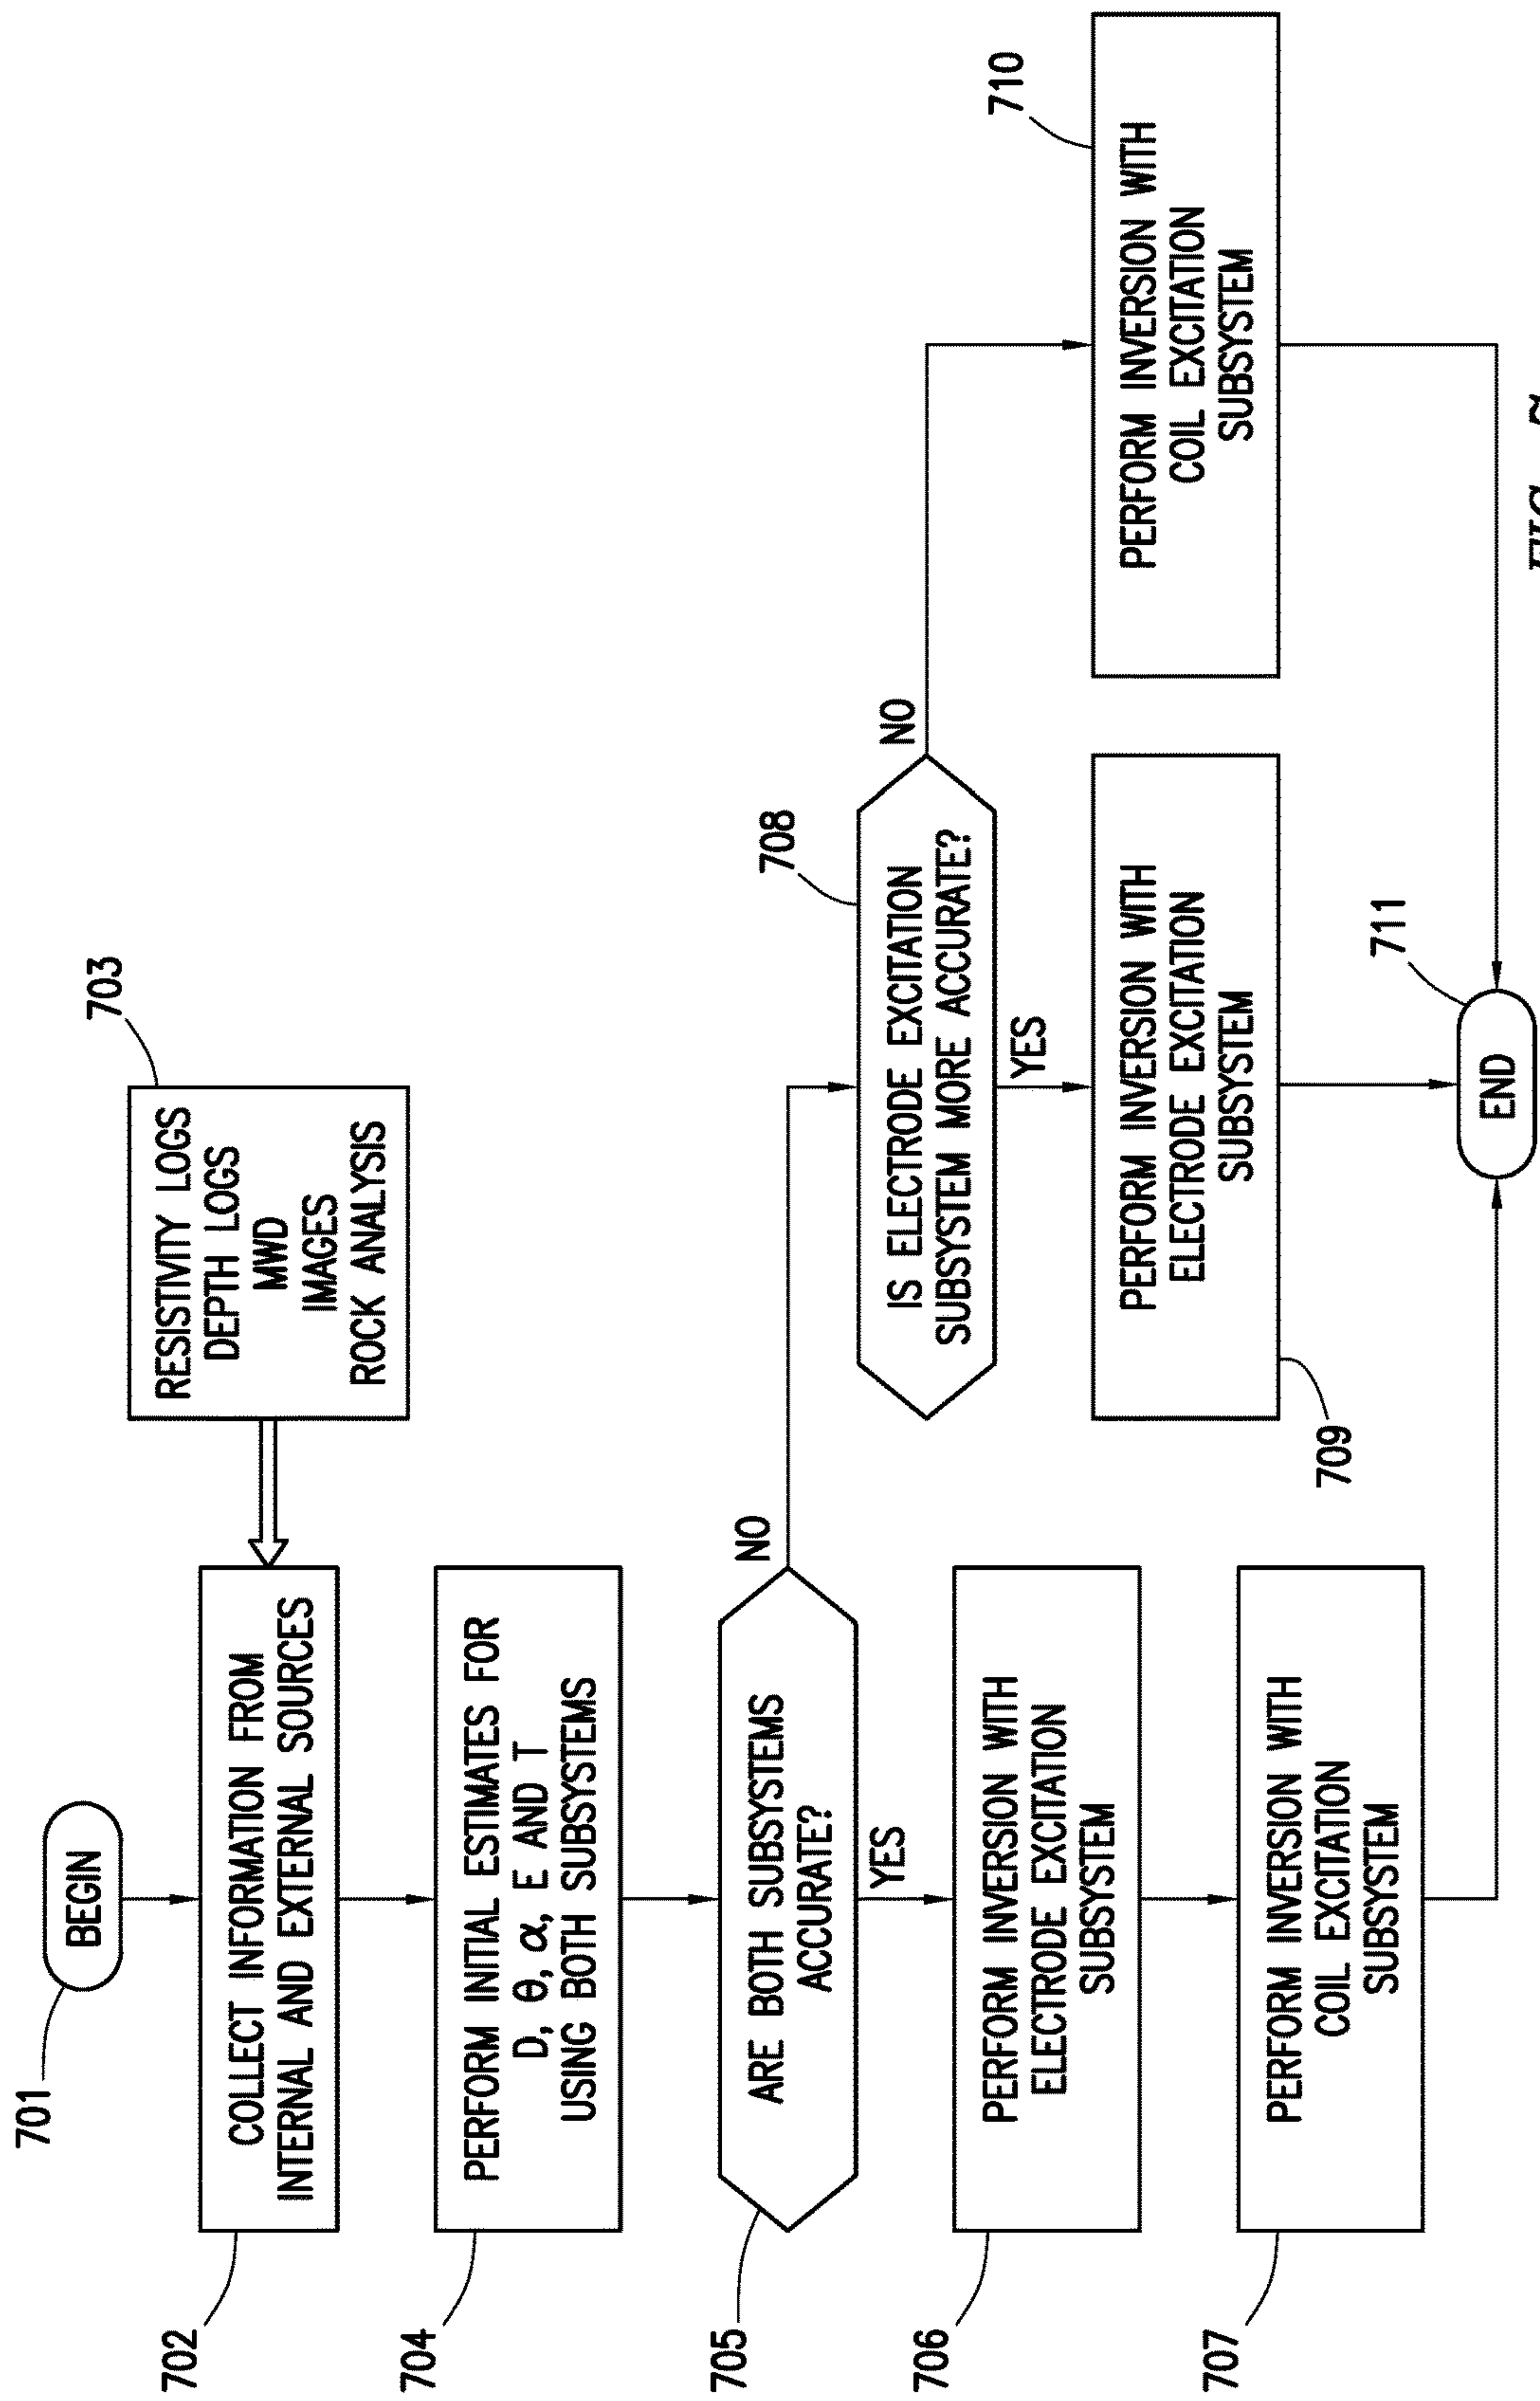 701
BEGIN
702
COLLECT INFORMATION FROM
INTERNAL AND EXTERNAL SOURCES
703
RESISTIVITY LOGS
DEPTH LOGS
MWD
IMAGES
ROCK ANALYSIS
704
PERFORM INITIAL ESTIMATES FOR
D, θ, α, E AND T
USING BOTH SUBSYSTEMS
705
ARE BOTH SUBSYSTEMS
ACCURATE?
NO
YES
706
PERFORM INVERSION WITH
ELECTRODE EXCITATION
SUBSYSTEM
707
PERFORM INVERSION WITH
COIL EXCITATION
SUBSYSTEM
708
IS ELECTRODE EXCITATION
SUBSYSTEM MORE ACCURATE?
NO
YES
709
PERFORM INVERSION WITH
ELECTRODE EXCITATION
SUBSYSTEM
710
PERFORM INVERSION WITH
COIL EXCITATION
SUBSYSTEM
711
END